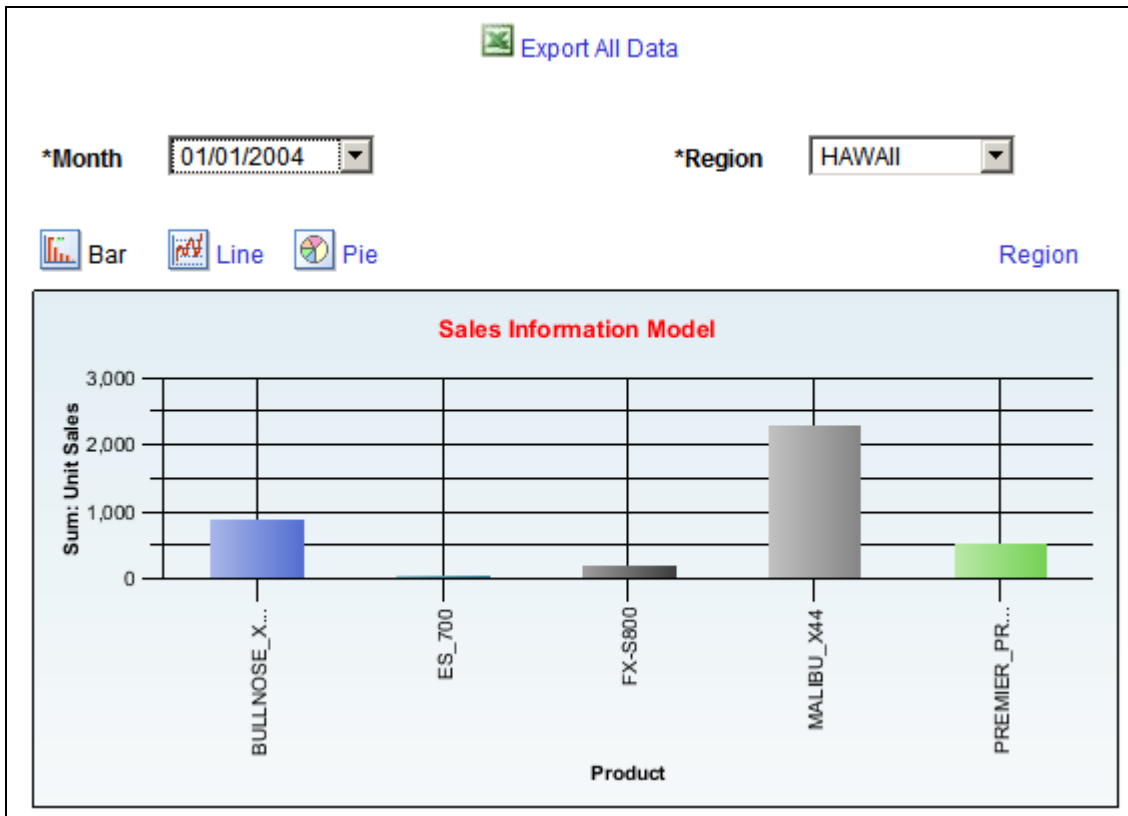 Export All Data
*Month 01/01/2004 *Region HAWAII
Bar Line Pie Region
Sales Information Model
3,000
2,000
1,000
0
Sum: Unit Sales
BULLNOSE_X...
ES_700
FX-S800
MALIBU_X44
PREMIER_PR...
Product